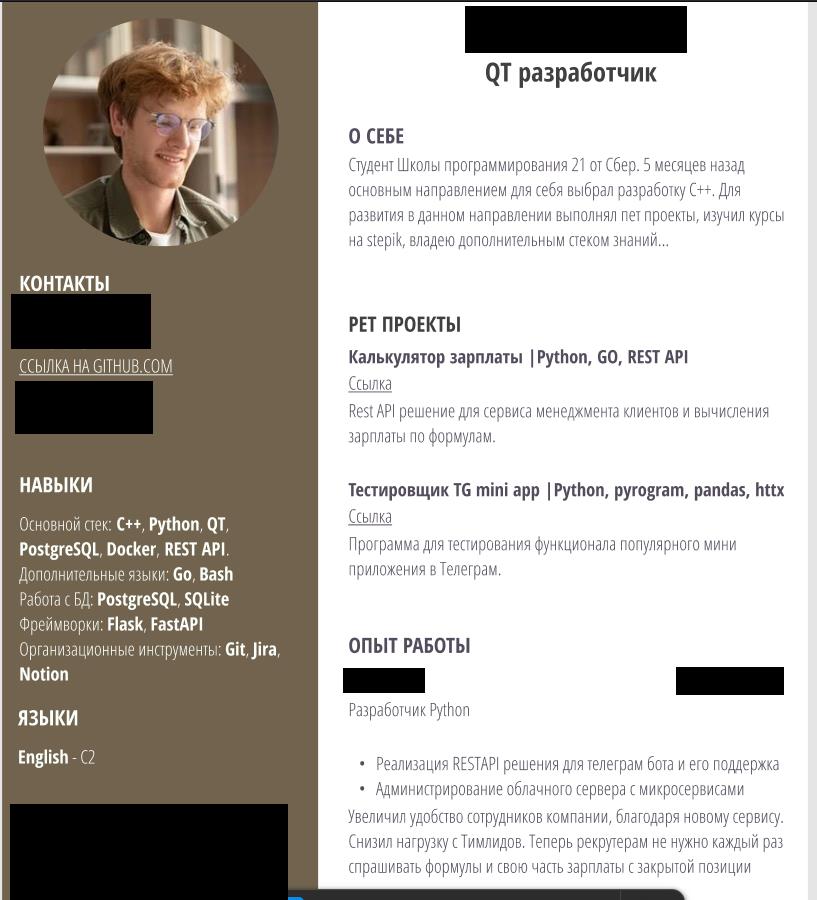 КОНТАКТЫ
ССЫЛКА НА GITHUB.COM
НАВЫКИ
Основной стек: C++, Python, QT,
PostgreSQL, Docker, REST API.
Дополнительные языки: Go, Bash
Работа с БД: PostgreSQL, SQLite
Фреймворки: Flask, FastAPI
Организационные инструменты: Git, Jira,
Notion
ЯЗЫКИ
English - C2
QT разработчик
О СЕБЕ
Студент Школы программирования 21 от Сбер. 5 месяцев назад
основным направлением для себя выбрал разработку C++. Для
развития в данном направлении выполнял пет проекты, изучил курсы
на stepik, владею дополнительным стеком знаний...
PET ПРОЕКТЫ
Калькулятор зарплаты |Python, GO, REST API
Ссылка
Rest API решение для сервиса менеджмента клиентов и вычисления
зарплаты по формулам.
Тестировщик TG mini app |Python, pyrogram, pandas, httx
Ссылка
Программа для тестирования функционала популярного мини
приложения в Телеграм.
ОПЫТ РАБОТЫ
Разработчик Python
• Реализация RESTAPI решения для телеграм бота и его поддержка
• Администрирование облачного сервера с микросервисами
Увеличил удобство сотрудников компании, благодаря новому сервису.
Снизил нагрузку с Тимлидов. Теперь рекрутерам не нужно каждый раз
спрашивать формулы и свою часть зарплаты с закрытой позиции